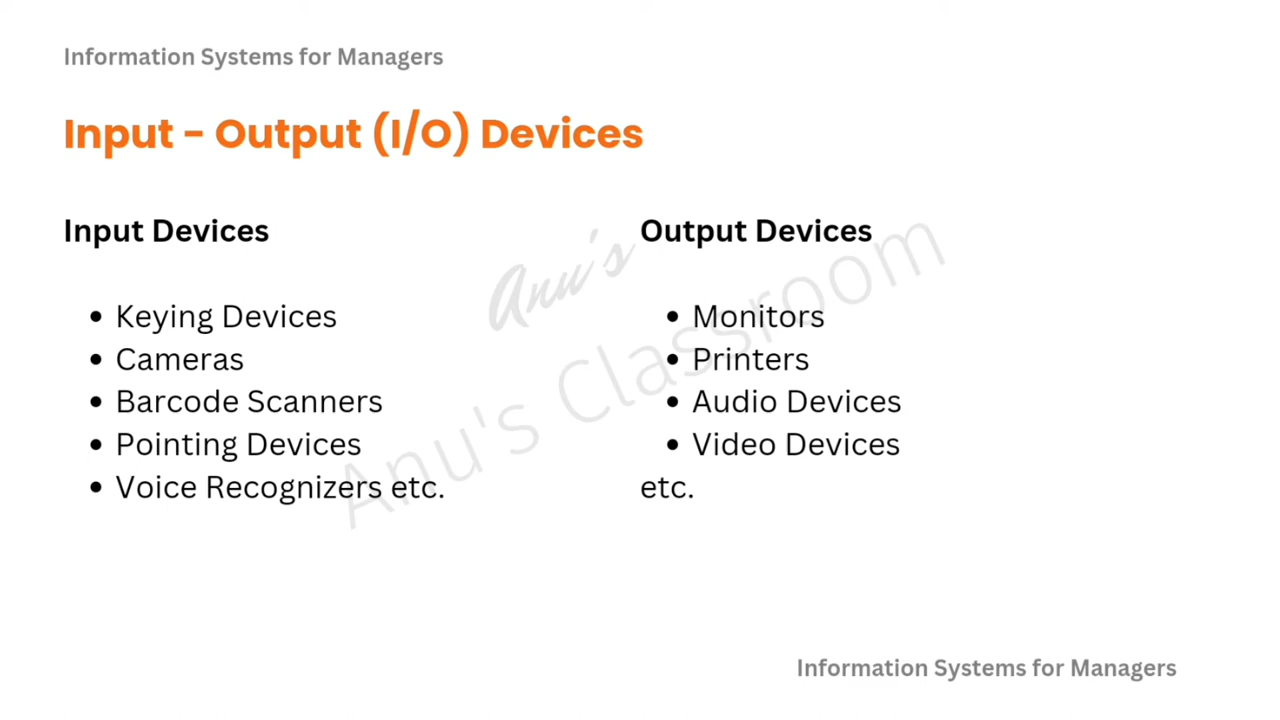 Information Systems for Managers
Input - Output (I/O) Devices
Input Devices
• Keying Devices
• Cameras
• Barcode Scanners
• Pointing Devices
• Voice Recognizers etc.
Output Devices
• Monitors
• Printers
• Audio Devices
• Video Devices
etc.
Anu's
Anu's Classroom
Information Systems for Managers